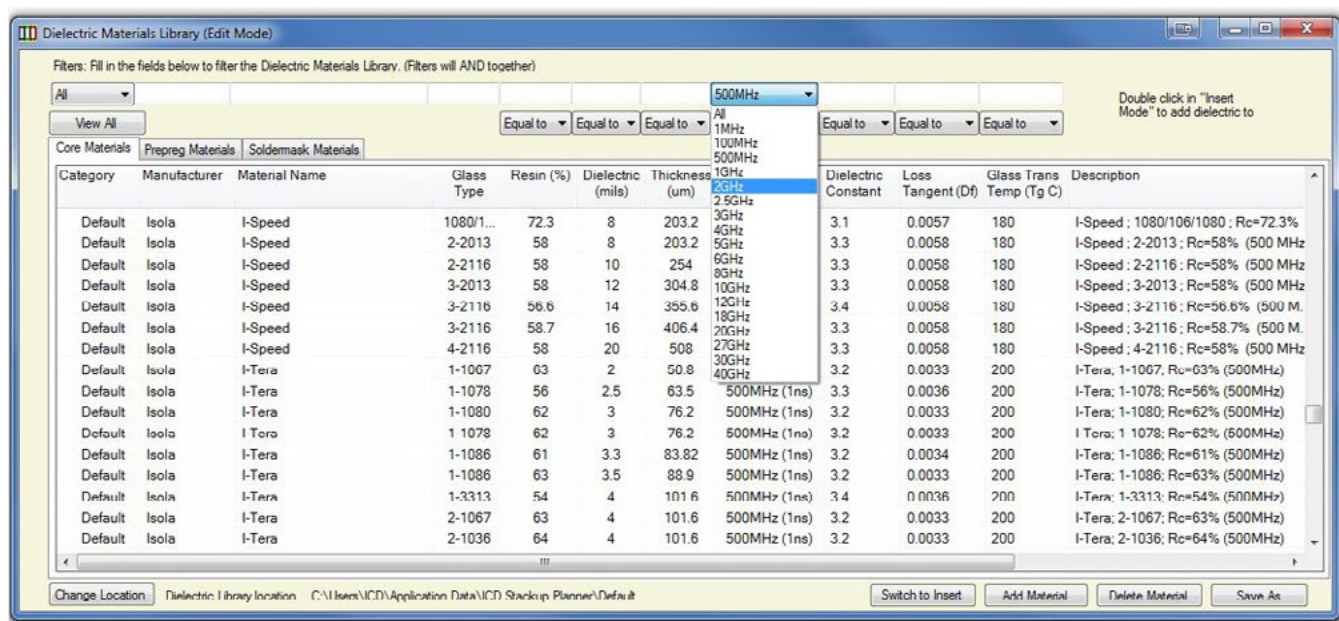 Dielectric Materials Library (Edit Mode)
Filters: Fill in the fields below to filter the Dielectric Materials Library. (Filters will AND together)
All 500MHz Double click in "Insert
Mode" to add dielectric to
View All Equal to Equal to Equal to Equal to Equal to Equal to
All
1MHz
100MHz
500MHz
1GHz
2GHz
2.5GHz
3GHz
4GHz
5GHz
6GHz
8GHz
10GHz
12GHz
18GHz
20GHz
27GHz
30GHz
40GHz
Core Materials Prepreg Materials Soldermask Materials
Category Manufacturer Material Name Glass Resin (%) Dielectric Thickness Dielectric Loss Glass Trans Description
Type (mils) (um) Constant Tangent (Df) Temp (Tg C)
Default Isola I-Speed 1080/1... 72.3 8 203.2 3.1 0.0057 180 I-Speed ; 1080/106/1080 ; Rc=72.3%
Default Isola I-Speed 2-2013 58 8 203.2 3.3 0.0058 180 I-Speed ; 2-2013 ; Rc=58% (500 MHz
Default Isola I-Speed 2-2116 58 10 254 3.3 0.0058 180 I-Speed ; 2-2116 ; Rc=58% (500 MHz
Default Isola I-Speed 3-2013 58 12 304.8 3.3 0.0058 180 I-Speed ; 3-2013 ; Rc=58% (500 MHz
Default Isola I-Speed 3-2116 56.6 14 355.6 3.4 0.0058 180 I-Speed ; 3-2116 ; Rc=56.6% (500 M.
Default Isola I-Speed 3-2116 58.7 16 406.4 3.3 0.0058 180 I-Speed ; 3-2116 ; Rc=58.7% (500 M.
Default Isola I-Speed 4-2116 58 20 508 3.3 0.0058 180 I-Speed ; 4-2116 ; Rc=58% (500 MHz
Default Isola I-Tera 1-1067 63 2 50.8 3.2 0.0033 200 I-Tera; 1-1067, Rc=63% (500MHz)
Default Isola I-Tera 1-1078 56 2.5 63.5 500MHz (1ns) 3.3 0.0036 200 I-Tera; 1-1078; Rc=56% (500MHz)
Default Isola I-Tera 1-1080 62 3 76.2 500MHz (1ns) 3.2 0.0033 200 I-Tera; 1-1080; Rc=62% (500MHz)
Default Isola I-Tera 1-1078 62 3 76.2 500MHz (1ns) 3.2 0.0033 200 I-Tera; 1-1078; Rc=62% (500MHz)
Default Isola I-Tera 1-1086 61 3.3 83.82 500MHz (1ns) 3.2 0.0034 200 I-Tera; 1-1086; Rc=61% (500MHz)
Default Isola I-Tera 1-1086 63 3.5 88.9 500MHz (1ns) 3.2 0.0033 200 I-Tera; 1-1086; Rc=63% (500MHz)
Default Isola I-Tera 1-3313 54 4 101.6 500MHz (1ns) 3.4 0.0036 200 I-Tera; 1-3313; Rc=54% (500MHz)
Default Isola I-Tera 2-1067 63 4 101.6 500MHz (1ns) 3.2 0.0033 200 I-Tera; 2-1067; Rc=63% (500MHz)
Default Isola I-Tera 2-1036 64 4 101.6 500MHz (1ns) 3.2 0.0033 200 I-Tera; 2-1036; Rc=64% (500MHz)
Change Location Dielectric Library location C:\Users\ICD\Application Data\ICD Stackup Planner\Default Switch to Insert Add Material Delete Material Save As